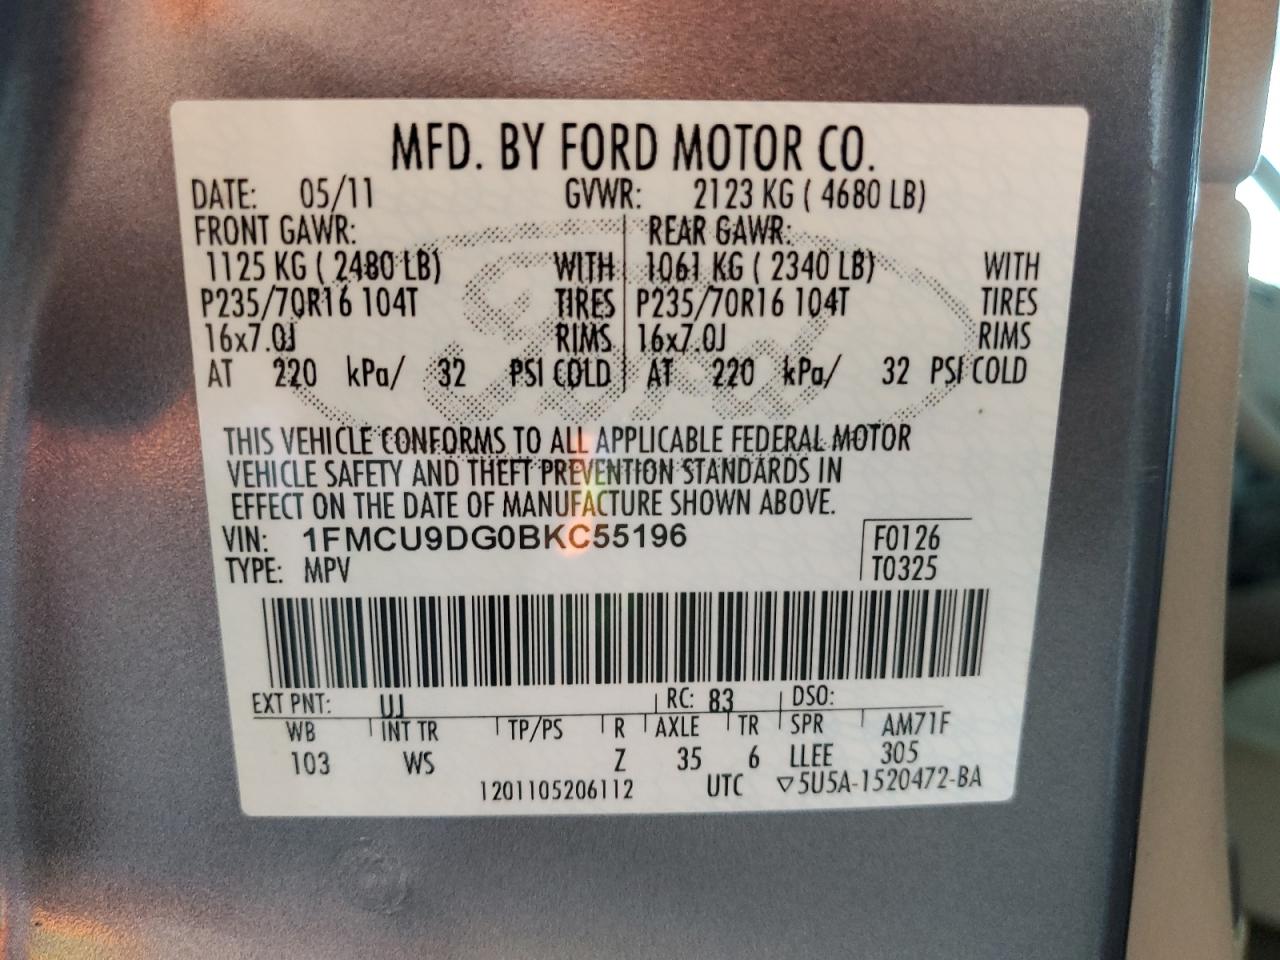 MFD. BY FORD MOTOR CO.
DATE: 05/11 GVWR: 2123 KG ( 4680 LB)
FRONT GAWR: REAR GAWR:
1125 KG ( 2480 LB) WITH 1061 KG ( 2340 LB) WITH
P235/70R16 104T TIRES P235/70R16 104T TIRES
16x7.0J RIMS 16x7.0J RIMS
AT 220 kPa/ 32 PSI COLD AT 220 kPa/ 32 PSI COLD
Ford
THIS VEHICLE CONFORMS TO ALL APPLICABLE FEDERAL MOTOR
VEHICLE SAFETY AND THEFT PREVENTION STANDARDS IN
EFFECT ON THE DATE OF MANUFACTURE SHOWN ABOVE.
VIN: 1FMCU9DG0BKC55196 F0126
TYPE: MPV T0325
EXT PNT: UJ RC: 83 DSO:
WB INT TR TP/PS R AXLE TR SPR AM71F
103 WS Z 35 6 LLEE 305
1201105206112 UTC ▽5U5A-1520472-BA